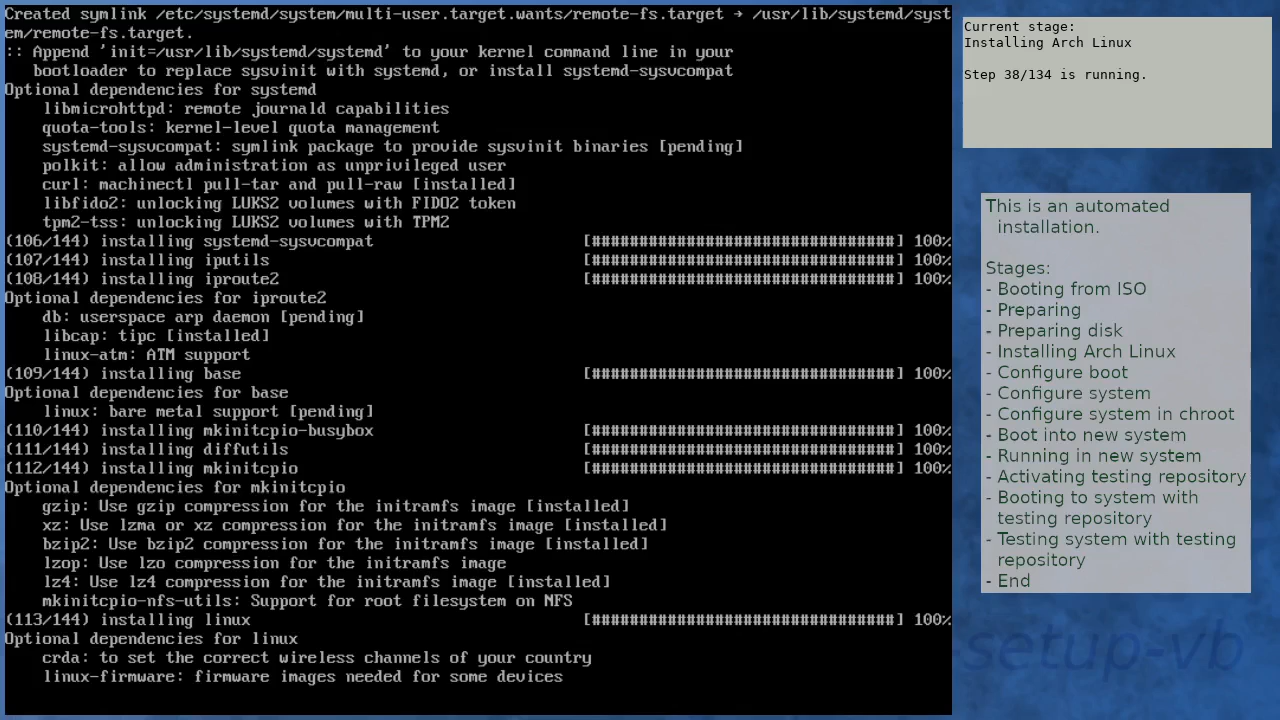 Created symlink /etc/systemd/system/multi-user.target.wants/remote-fs.target → /usr/lib/systemd/syst
em/remote-fs.target.
:: Append 'init=/usr/lib/systemd/systemd' to your kernel command line in your
   bootloader to replace sysvinit with systemd, or install systemd-sysvcompat
Optional dependencies for systemd
    libmicrohttpd: remote journald capabilities
    quota-tools: kernel-level quota management
    systemd-sysvcompat: symlink package to provide sysvinit binaries [pending]
    polkit: allow administration as unprivileged user
    curl: machinectl pull-tar and pull-raw [installed]
    libfido2: unlocking LUKS2 volumes with FIDO2 token
    tpm2-tss: unlocking LUKS2 volumes with TPM2
(106/144) installing systemd-sysvcompat [################################] 100%
(107/144) installing iputils [################################] 100%
(108/144) installing iproute2 [################################] 100%
Optional dependencies for iproute2
    db: userspace arp daemon [pending]
    libcap: tipc [installed]
    linux-atm: ATM support
(109/144) installing base [################################] 100%
Optional dependencies for base
    linux: bare metal support [pending]
(110/144) installing mkinitcpio-busybox [################################] 100%
(111/144) installing diffutils [################################] 100%
(112/144) installing mkinitcpio [################################] 100%
Optional dependencies for mkinitcpio
    gzip: Use gzip compression for the initramfs image [installed]
    xz: Use lzma or xz compression for the initramfs image [installed]
    bzip2: Use bzip2 compression for the initramfs image [installed]
    lzop: Use lzo compression for the initramfs image
    lz4: Use lz4 compression for the initramfs image [installed]
    mkinitcpio-nfs-utils: Support for root filesystem on NFS
(113/144) installing linux [################################] 100%
Optional dependencies for linux
    crda: to set the correct wireless channels of your country
    linux-firmware: firmware images needed for some devices
Current stage:
Installing Arch Linux
Step 38/134 is running.
This is an automated
installation.
Stages:
- Booting from ISO
- Preparing
- Preparing disk
- Installing Arch Linux
- Configure boot
- Configure system
- Configure system in chroot
- Boot into new system
- Running in new system
- Activating testing repository
- Booting to system with
testing repository
- Testing system with testing
repository
- End
setup-vb